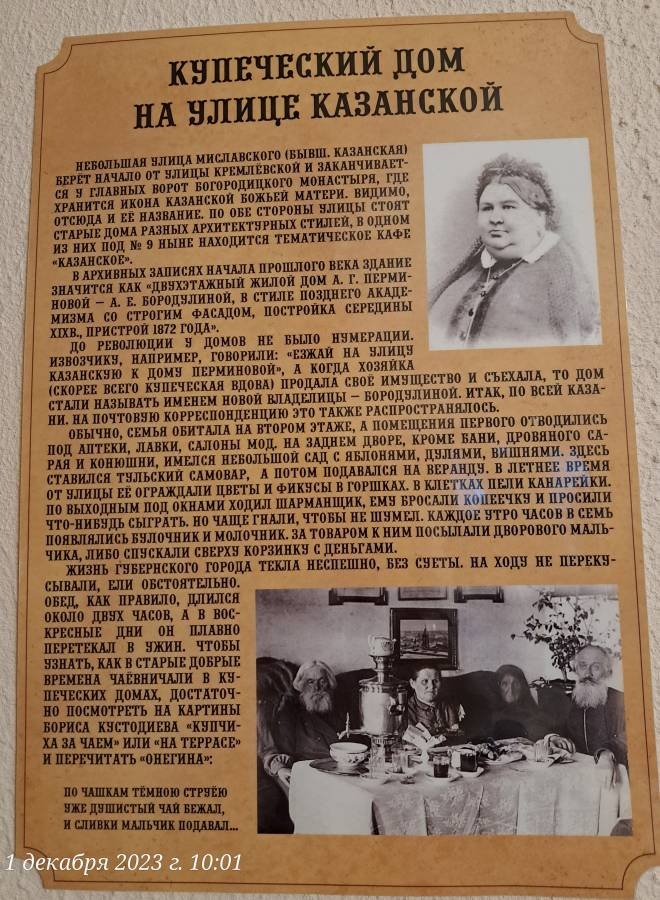 КУПЕЧЕСКИЙ ДОМ
НА УЛИЦЕ КАЗАНСКОЙ
НЕБОЛЬШАЯ УЛИЦА МИСЛАВСКОГО (БЫВШ. КАЗАНСКАЯ)
БЕРЁТ НАЧАЛО ОТ УЛИЦЫ КРЕМЛЁВСКОЙ И ЗАКАНЧИВАЕТ-
СЯ У ГЛАВНЫХ ВОРОТ БОГОРОДИЦКОГО МОНАСТЫРЯ, ГДЕ
ХРАНИТСЯ ИКОНА КАЗАНСКОЙ БОЖЬЕЙ МАТЕРИ. ВИДИМО,
ОТСЮДА И ЕЁ НАЗВАНИЕ. ПО ОБЕ СТОРОНЫ УЛИЦЫ СТОЯТ
СТАРЫЕ ДОМА РАЗНЫХ АРХИТЕКТУРНЫХ СТИЛЕЙ, В ОДНОМ
ИЗ НИХ ПОД № 9 НЫНЕ НАХОДИТСЯ ТЕМАТИЧЕСКОЕ КАФЕ
«КАЗАНСКОЕ».
В АРХИВНЫХ ЗАПИСЯХ НАЧАЛА ПРОШЛОГО ВЕКА ЗДАНИЕ
ЗНАЧИТСЯ КАК «ДВУХЭТАЖНЫЙ ЖИЛОЙ ДОМ А. Г. ПЕРМИ-
НОВОЙ – А. Е. БОРОДУЛИНОЙ, В СТИЛЕ ПОЗДНЕГО АКАДЕ-
МИЗМА СО СТРОГИМ ФАСАДОМ, ПОСТРОЙКА СЕРЕДИНЫ
XIXВ., ПРИСТРОЙ 1872 ГОДА».
ДО РЕВОЛЮЦИИ У ДОМОВ НЕ БЫЛО НУМЕРАЦИИ.
ИЗВОЗЧИКУ, НАПРИМЕР, ГОВОРИЛИ: «ЕЗЖАЙ НА УЛИЦУ
КАЗАНСКУЮ К ДОМУ ПЕРМИНОВОЙ», А КОГДА ХОЗЯЙКА
(СКОРЕЕ ВСЕГО КУПЕЧЕСКАЯ ВДОВА) ПРОДАЛА СВОЁ ИМУЩЕСТВО И СЪЕХАЛА, ТО ДОМ
СТАЛИ НАЗЫВАТЬ ИМЕНЕМ НОВОЙ ВЛАДЕЛИЦЫ – БОРОДУЛИНОЙ. ИТАК, ПО ВСЕЙ КАЗА-
НИ. НА ПОЧТОВУЮ КОРРЕСПОНДЕНЦИЮ ЭТО ТАКЖЕ РАСПРОСТРАНЯЛОСЬ.
ОБЫЧНО, СЕМЬЯ ОБИТАЛА НА ВТОРОМ ЭТАЖЕ, А ПОМЕЩЕНИЯ ПЕРВОГО ОТВОДИЛИСЬ
ПОД АПТЕКИ, ЛАВКИ, САЛОНЫ МОД. НА ЗАДНЕМ ДВОРЕ, КРОМЕ БАНИ, ДРОВЯНОГО СА-
РАЯ И КОНЮШНИ, ИМЕЛСЯ НЕБОЛЬШОЙ САД С ЯБЛОНЯМИ, ДУЛЯМИ, ВИШНЯМИ. ЗДЕСЬ
СТАВИЛСЯ ТУЛЬСКИЙ САМОВАР, А ПОТОМ ПОДАВАЛСЯ НА ВЕРАНДУ. В ЛЕТНЕЕ ВРЕМЯ
ОТ УЛИЦЫ ЕЁ ОГРАЖДАЛИ ЦВЕТЫ И ФИКУСЫ В ГОРШКАХ. В КЛЕТКАХ ПЕЛИ КАНАРЕЙКИ.
ПО ВЫХОДНЫМ ПОД ОКНАМИ ХОДИЛ ШАРМАНЩИК, ЕМУ БРОСАЛИ КОПЕЕЧКУ И ПРОСИЛИ
ЧТО-НИБУДЬ СЫГРАТЬ. НО ЧАЩЕ ГНАЛИ, ЧТОБЫ НЕ ШУМЕЛ. КАЖДОЕ УТРО ЧАСОВ В СЕМЬ
ПОЯВЛЯЛИСЬ БУЛОЧНИК И МОЛОЧНИК. ЗА ТОВАРОМ К НИМ ПОСЫЛАЛИ ДВОРОВОГО МАЛЬ-
ЧИКА, ЛИБО СПУСКАЛИ СВЕРХУ КОРЗИНКУ С ДЕНЬГАМИ.
ЖИЗНЬ ГУБЕРНСКОГО ГОРОДА ТЕКЛА НЕСПЕШНО, БЕЗ СУЕТЫ. НА ХОДУ НЕ ПЕРЕКУ-
СЫВАЛИ, ЕЛИ ОБСТОЯТЕЛЬНО.
ОБЕД, КАК ПРАВИЛО, ДЛИЛСЯ
ОКОЛО ДВУХ ЧАСОВ, А В ВОС-
КРЕСНЫЕ ДНИ ОН ПЛАВНО
ПЕРЕТЕКАЛ В УЖИН. ЧТОБЫ
УЗНАТЬ, КАК В СТАРЫЕ ДОБРЫЕ
ВРЕМЕНА ЧАЁВНИЧАЛИ В КУ-
ПЕЧЕСКИХ ДОМАХ, ДОСТАТОЧ-
НО ПОСМОТРЕТЬ НА КАРТИНЫ
БОРИСА КУСТОДИЕВА «КУПЧИ-
ХА ЗА ЧАЕМ» ИЛИ «НА ТЕРРАСЕ»
И ПЕРЕЧИТАТЬ «ОНЕГИНА»:
ПО ЧАШКАМ ТЁМНОЮ СТРУЁЮ
УЖЕ ДУШИСТЫЙ ЧАЙ БЕЖАЛ,
И СЛИВКИ МАЛЬЧИК ПОДАВАЛ...
1 декабря 2023 г. 10:01